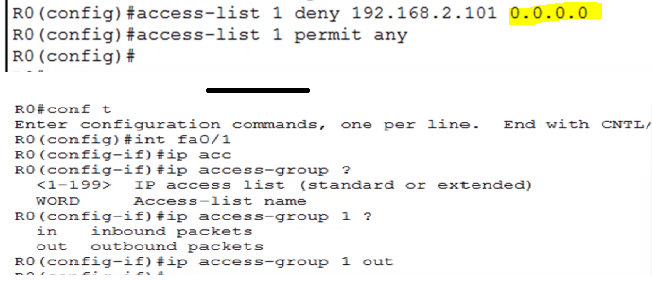 R0(config)#access-list 1 deny 192.168.2.101 0.0.0.0
R0(config)#access-list 1 permit any
R0(config)#
R0#conf t
Enter configuration commands, one per line.  End with CNTL/
R0(config)#int fa0/1
R0(config-if)#ip acc
R0(config-if)#ip access-group ?
  <1-199>  IP access list (standard or extended)
  WORD     Access-list name
R0(config-if)#ip access-group 1 ?
  in   inbound packets
  out  outbound packets
R0(config-if)#ip access-group 1 out